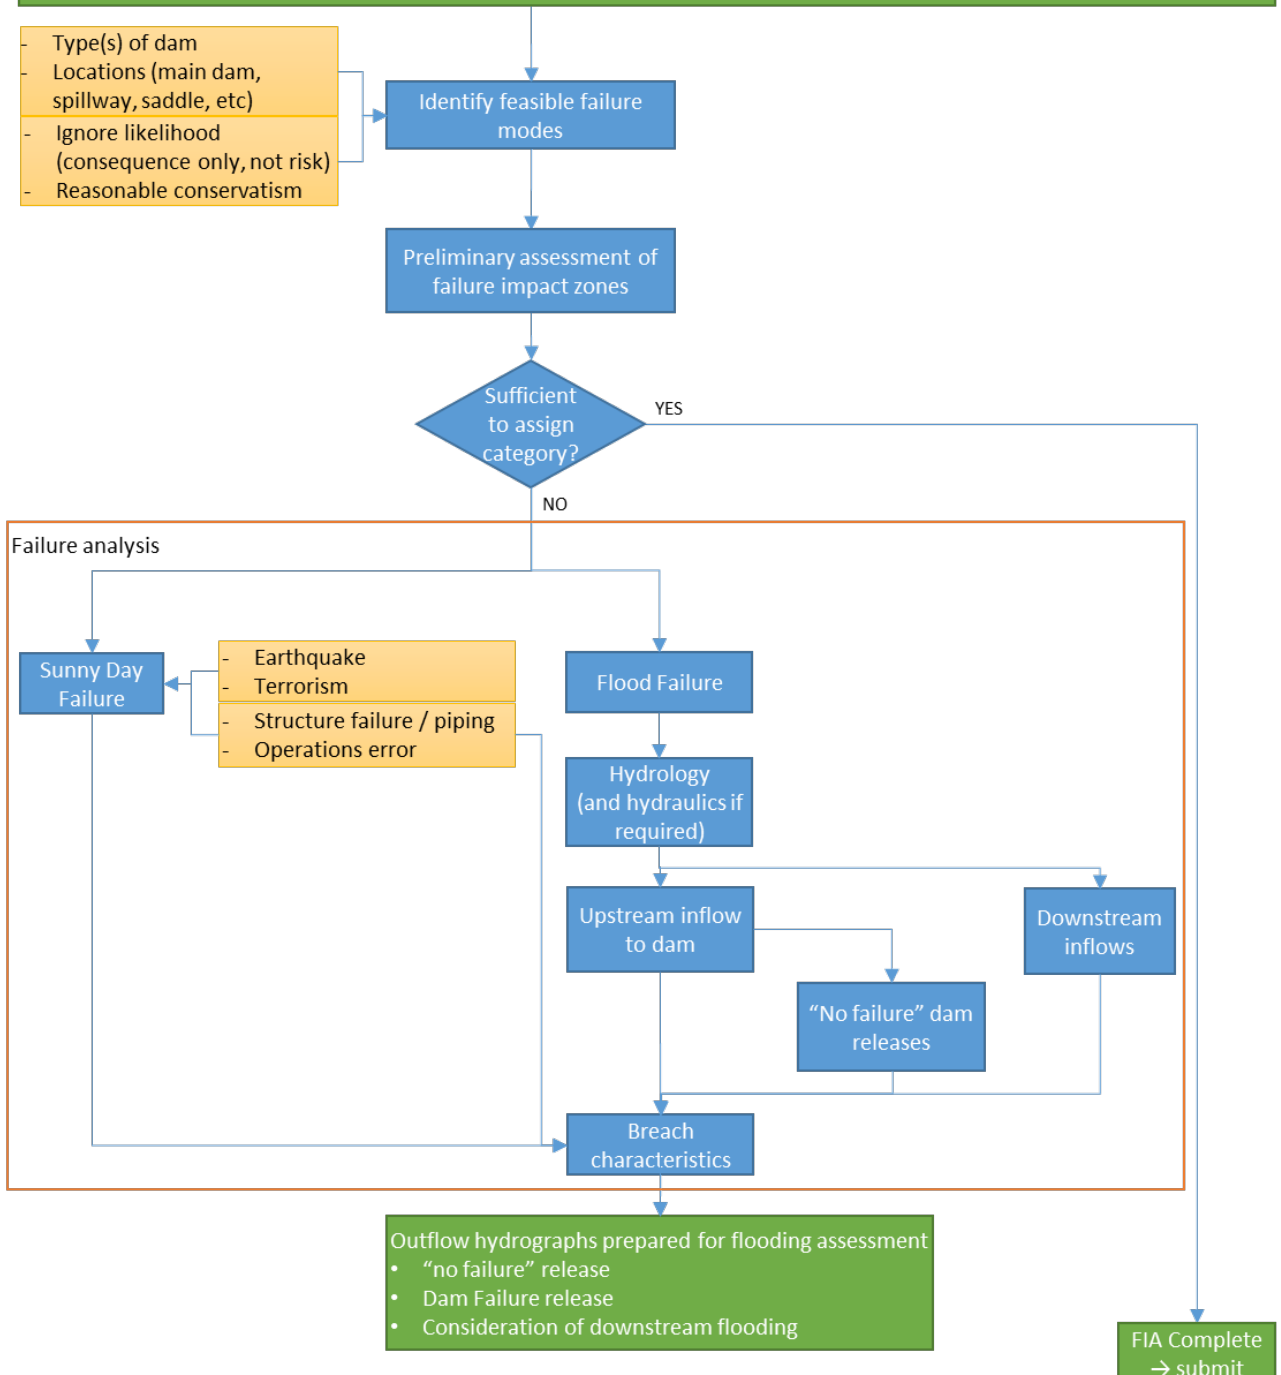 - Type(s) of dam
- Locations (main dam,
spillway, saddle, etc)
- Ignore likelihood
(consequence only, not risk)
- Reasonable conservatism
Identify feasible failure
modes
Preliminary assessment of
failure impact zones
Sufficient
to assign
category?
YES
NO
Failure analysis
Sunny Day
Failure
- Earthquake
- Terrorism
- Structure failure / piping
- Operations error
Flood Failure
Hydrology
(and hydraulics if
required)
Upstream inflow
to dam
Downstream
inflows
“No failure” dam
releases
Breach
characteristics
Outflow hydrographs prepared for flooding assessment
• “no failure” release
• Dam Failure release
• Consideration of downstream flooding
FIA Complete
→ submit